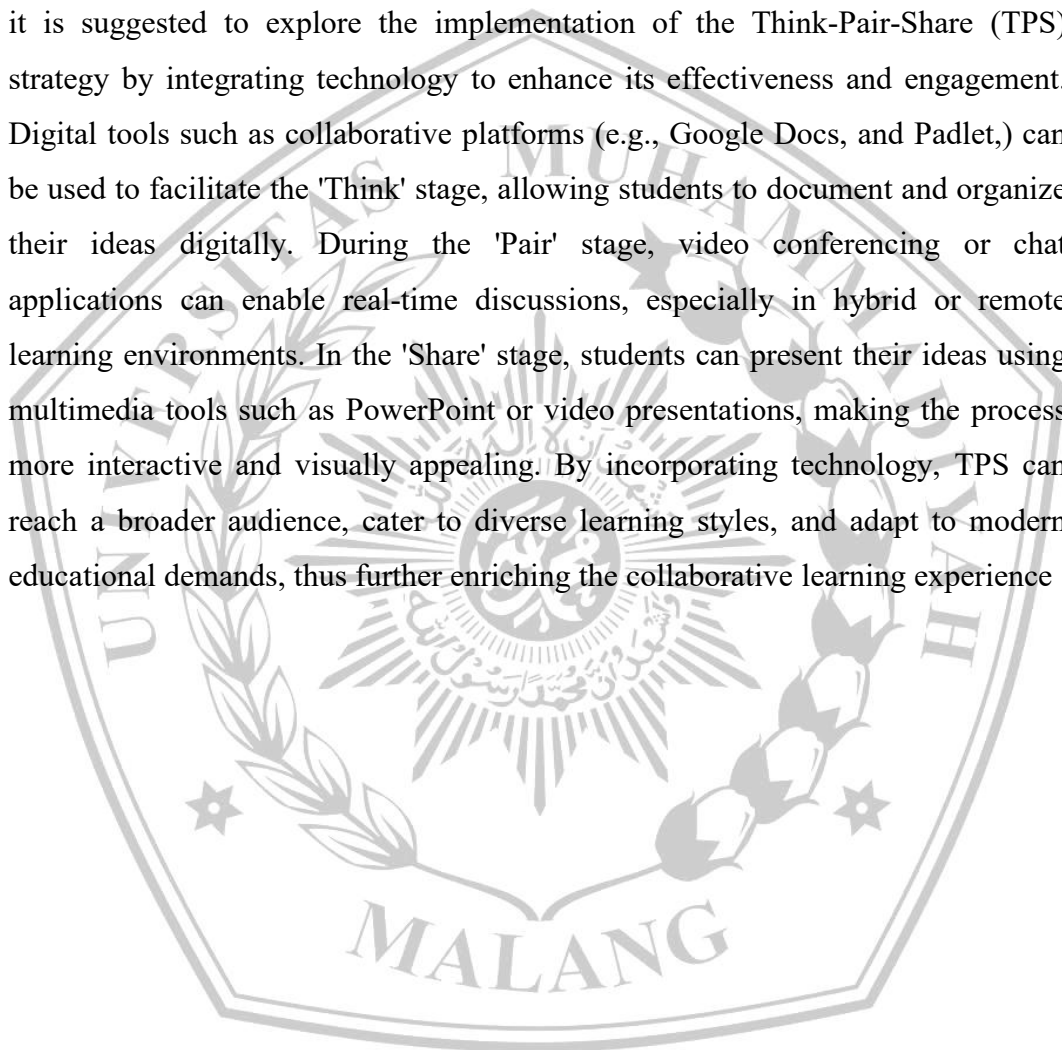 it is suggested to explore the implementation of the Think-Pair-Share (TPS)
strategy by integrating technology to enhance its effectiveness and engagement.
Digital tools such as collaborative platforms (e.g., Google Docs, and Padlet,) can
be used to facilitate the 'Think' stage, allowing students to document and organize
their ideas digitally. During the 'Pair' stage, video conferencing or chat
applications can enable real-time discussions, especially in hybrid or remote
learning environments. In the 'Share' stage, students can present their ideas using
multimedia tools such as PowerPoint or video presentations, making the process
more interactive and visually appealing. By incorporating technology, TPS can
reach a broader audience, cater to diverse learning styles, and adapt to modern
educational demands, thus further enriching the collaborative learning experience
UNIVERSITAS MUHAMMADIYAH
MALANG